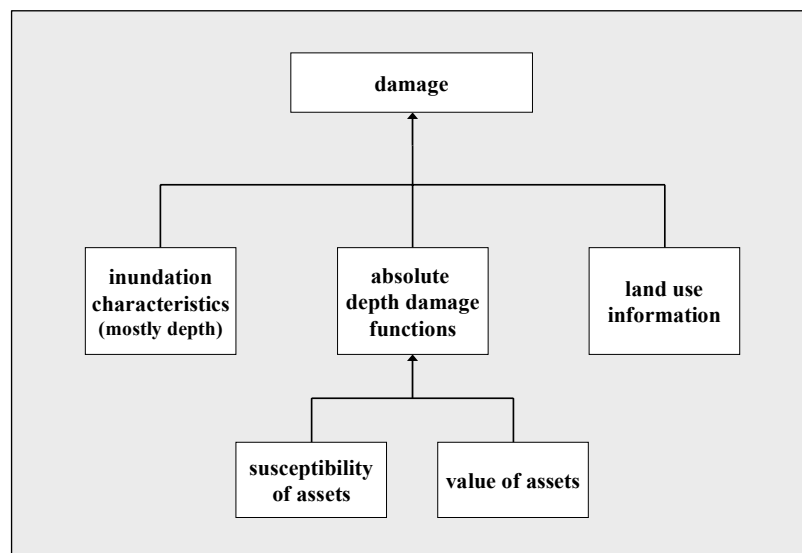 damage
inundation
characteristics
(mostly depth)
absolute
depth damage
functions
land use
information
susceptibility
of assets
value of assets